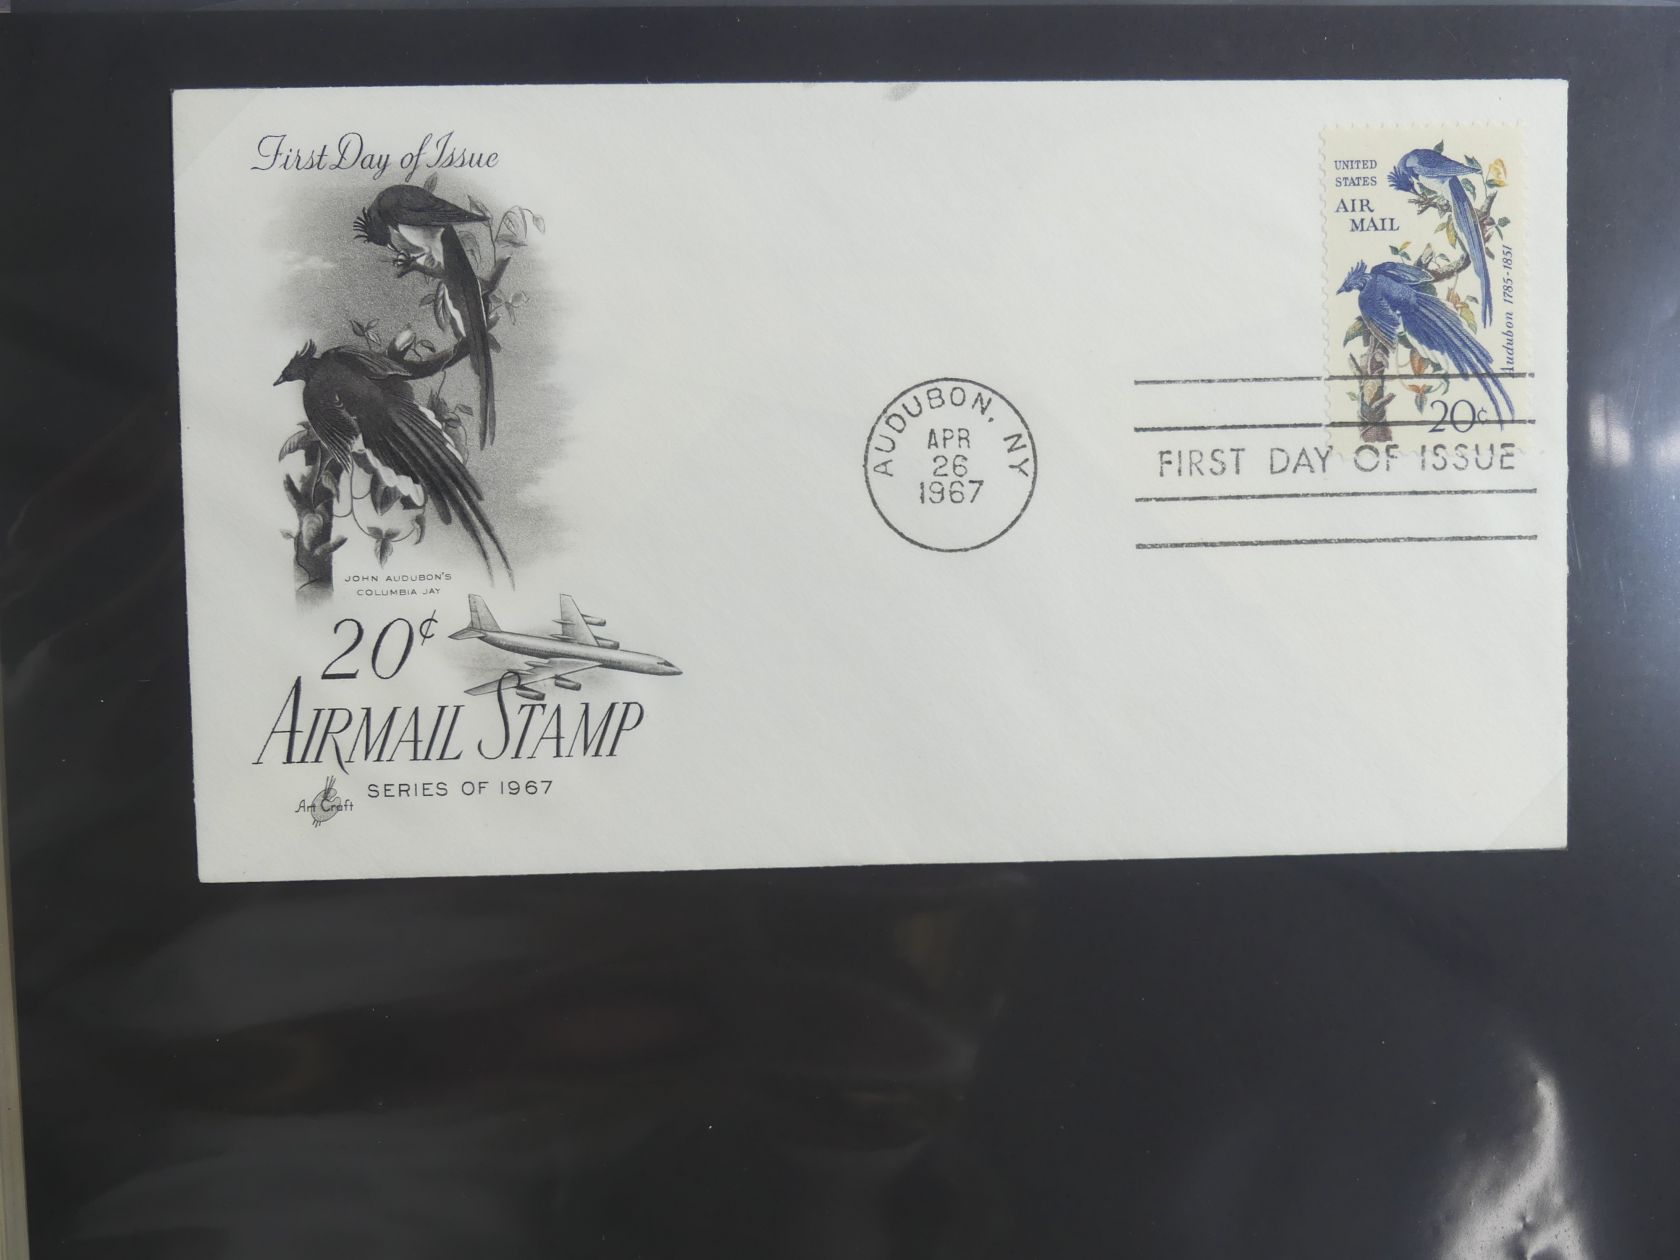 First Day of Issue
JOHN AUDUBON'S
COLUMBIA JAY
20¢
AIRMAIL STAMP
SERIES OF 1967
Art Craft
AUDUBON, NY
APR
26
1967
UNITED
STATES
AIR
MAIL
Audubon 1785-1851
20¢
FIRST DAY OF ISSUE